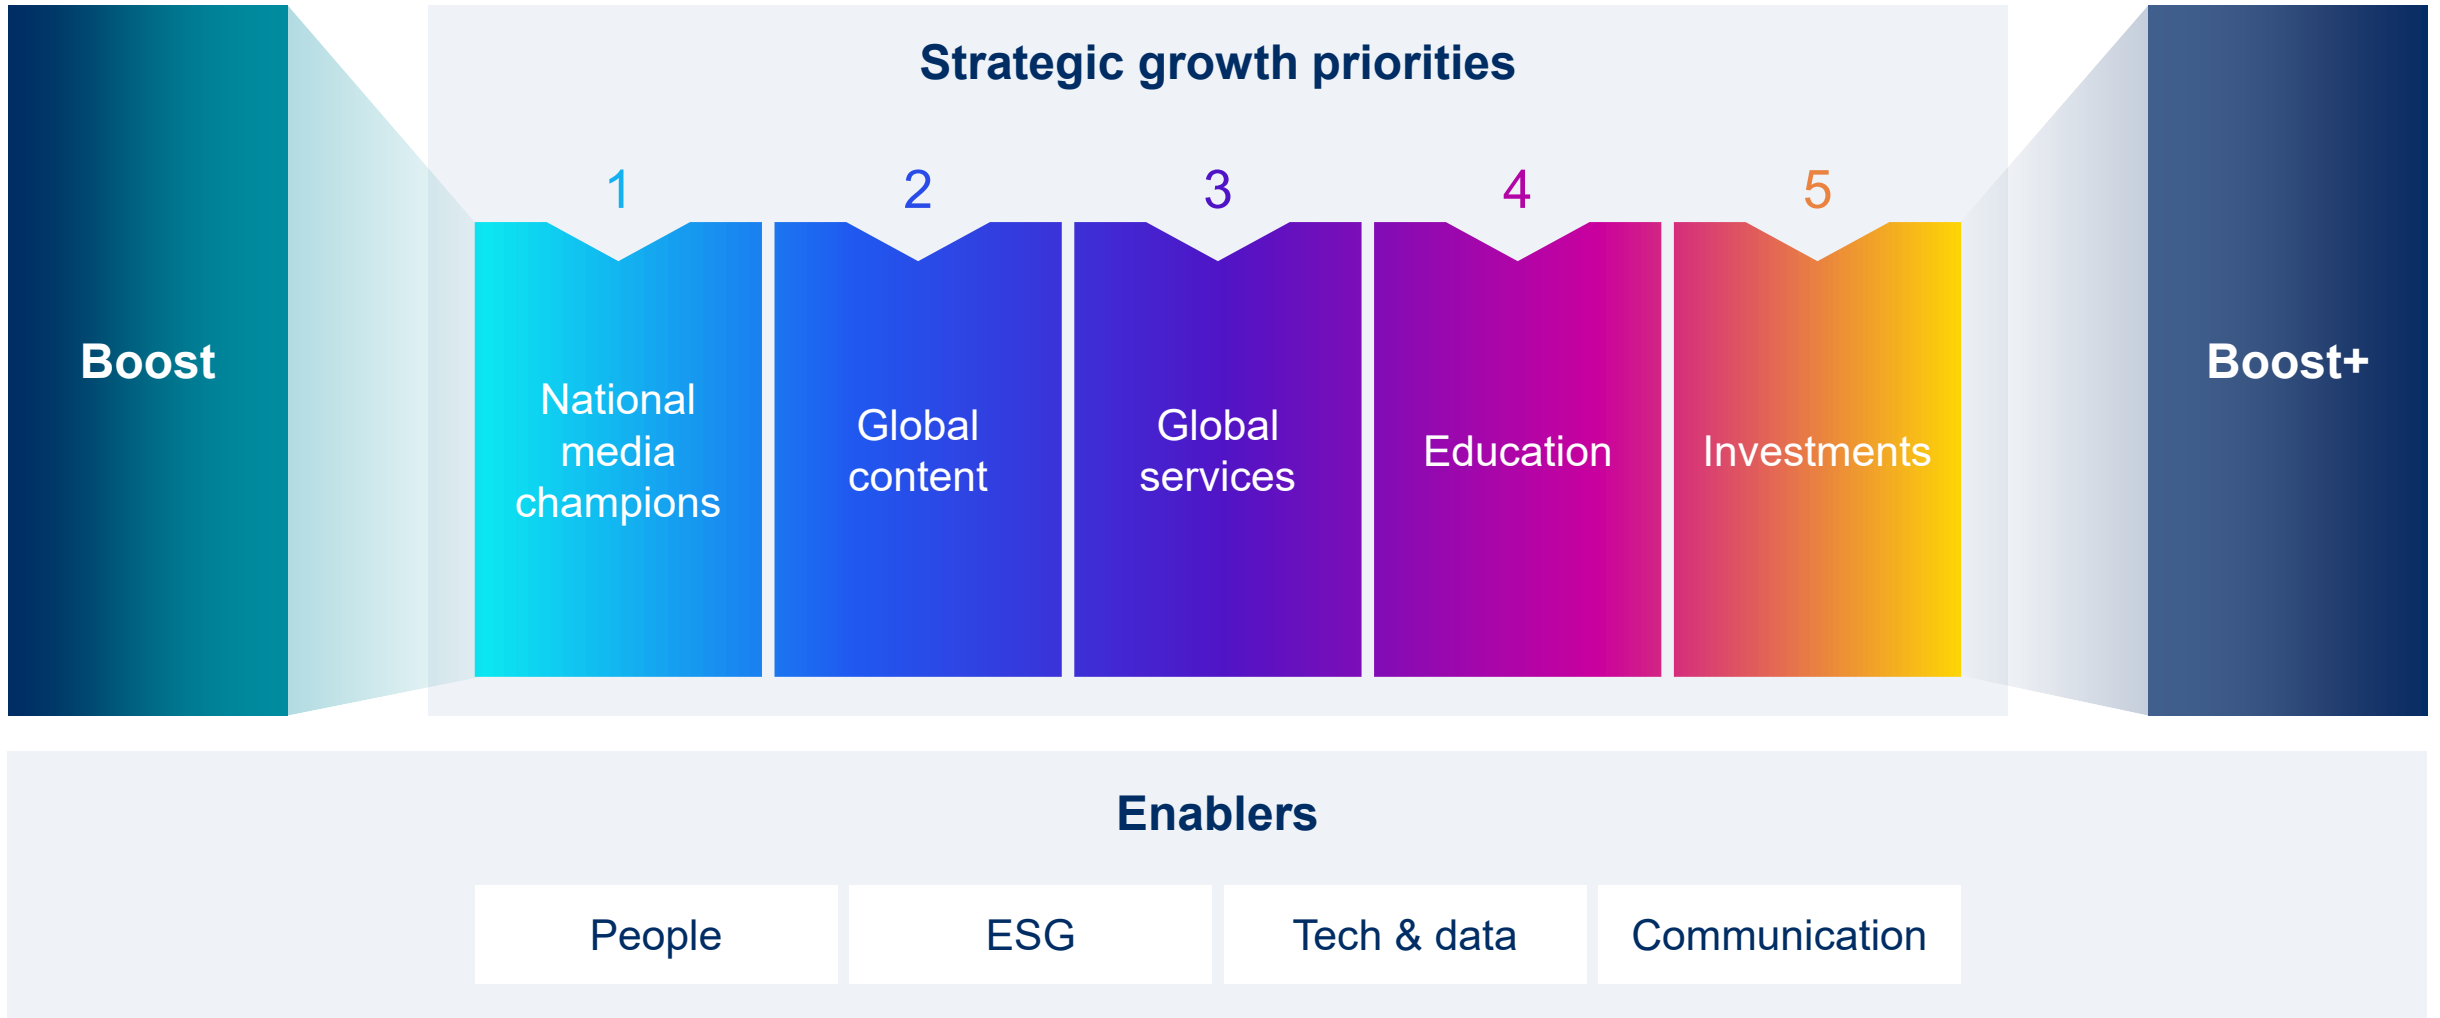 Strategic growth priorities
Boost
1
National
media
champions
2
Global
content
3
Global
services
4
Education
5
Investments
Boost+
Enablers
People
ESG
Tech & data
Communication